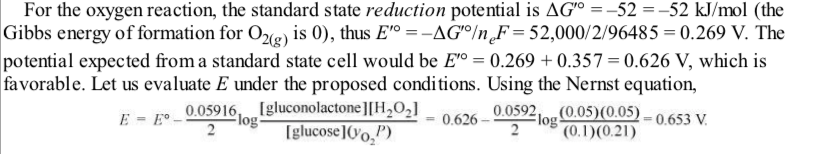 For the oxygen reaction, the standard state reduction potential is ΔG′° = –52 = –52 kJ/mol (the
Gibbs energy of formation for O₂₍g₎ is 0), thus E′° = –ΔG′°/nₑF = 52,000/2/96485 = 0.269 V. The
potential expected from a standard state cell would be E′° = 0.269 + 0.357 = 0.626 V, which is
favorable. Let us evaluate E under the proposed conditions. Using the Nernst equation,
E = E° – 0.05916/2 log [gluconolactone][H₂O₂]/[glucose](y_O₂ P) = 0.626 – 0.0592/2 log (0.05)(0.05)/(0.1)(0.21) = 0.653 V.